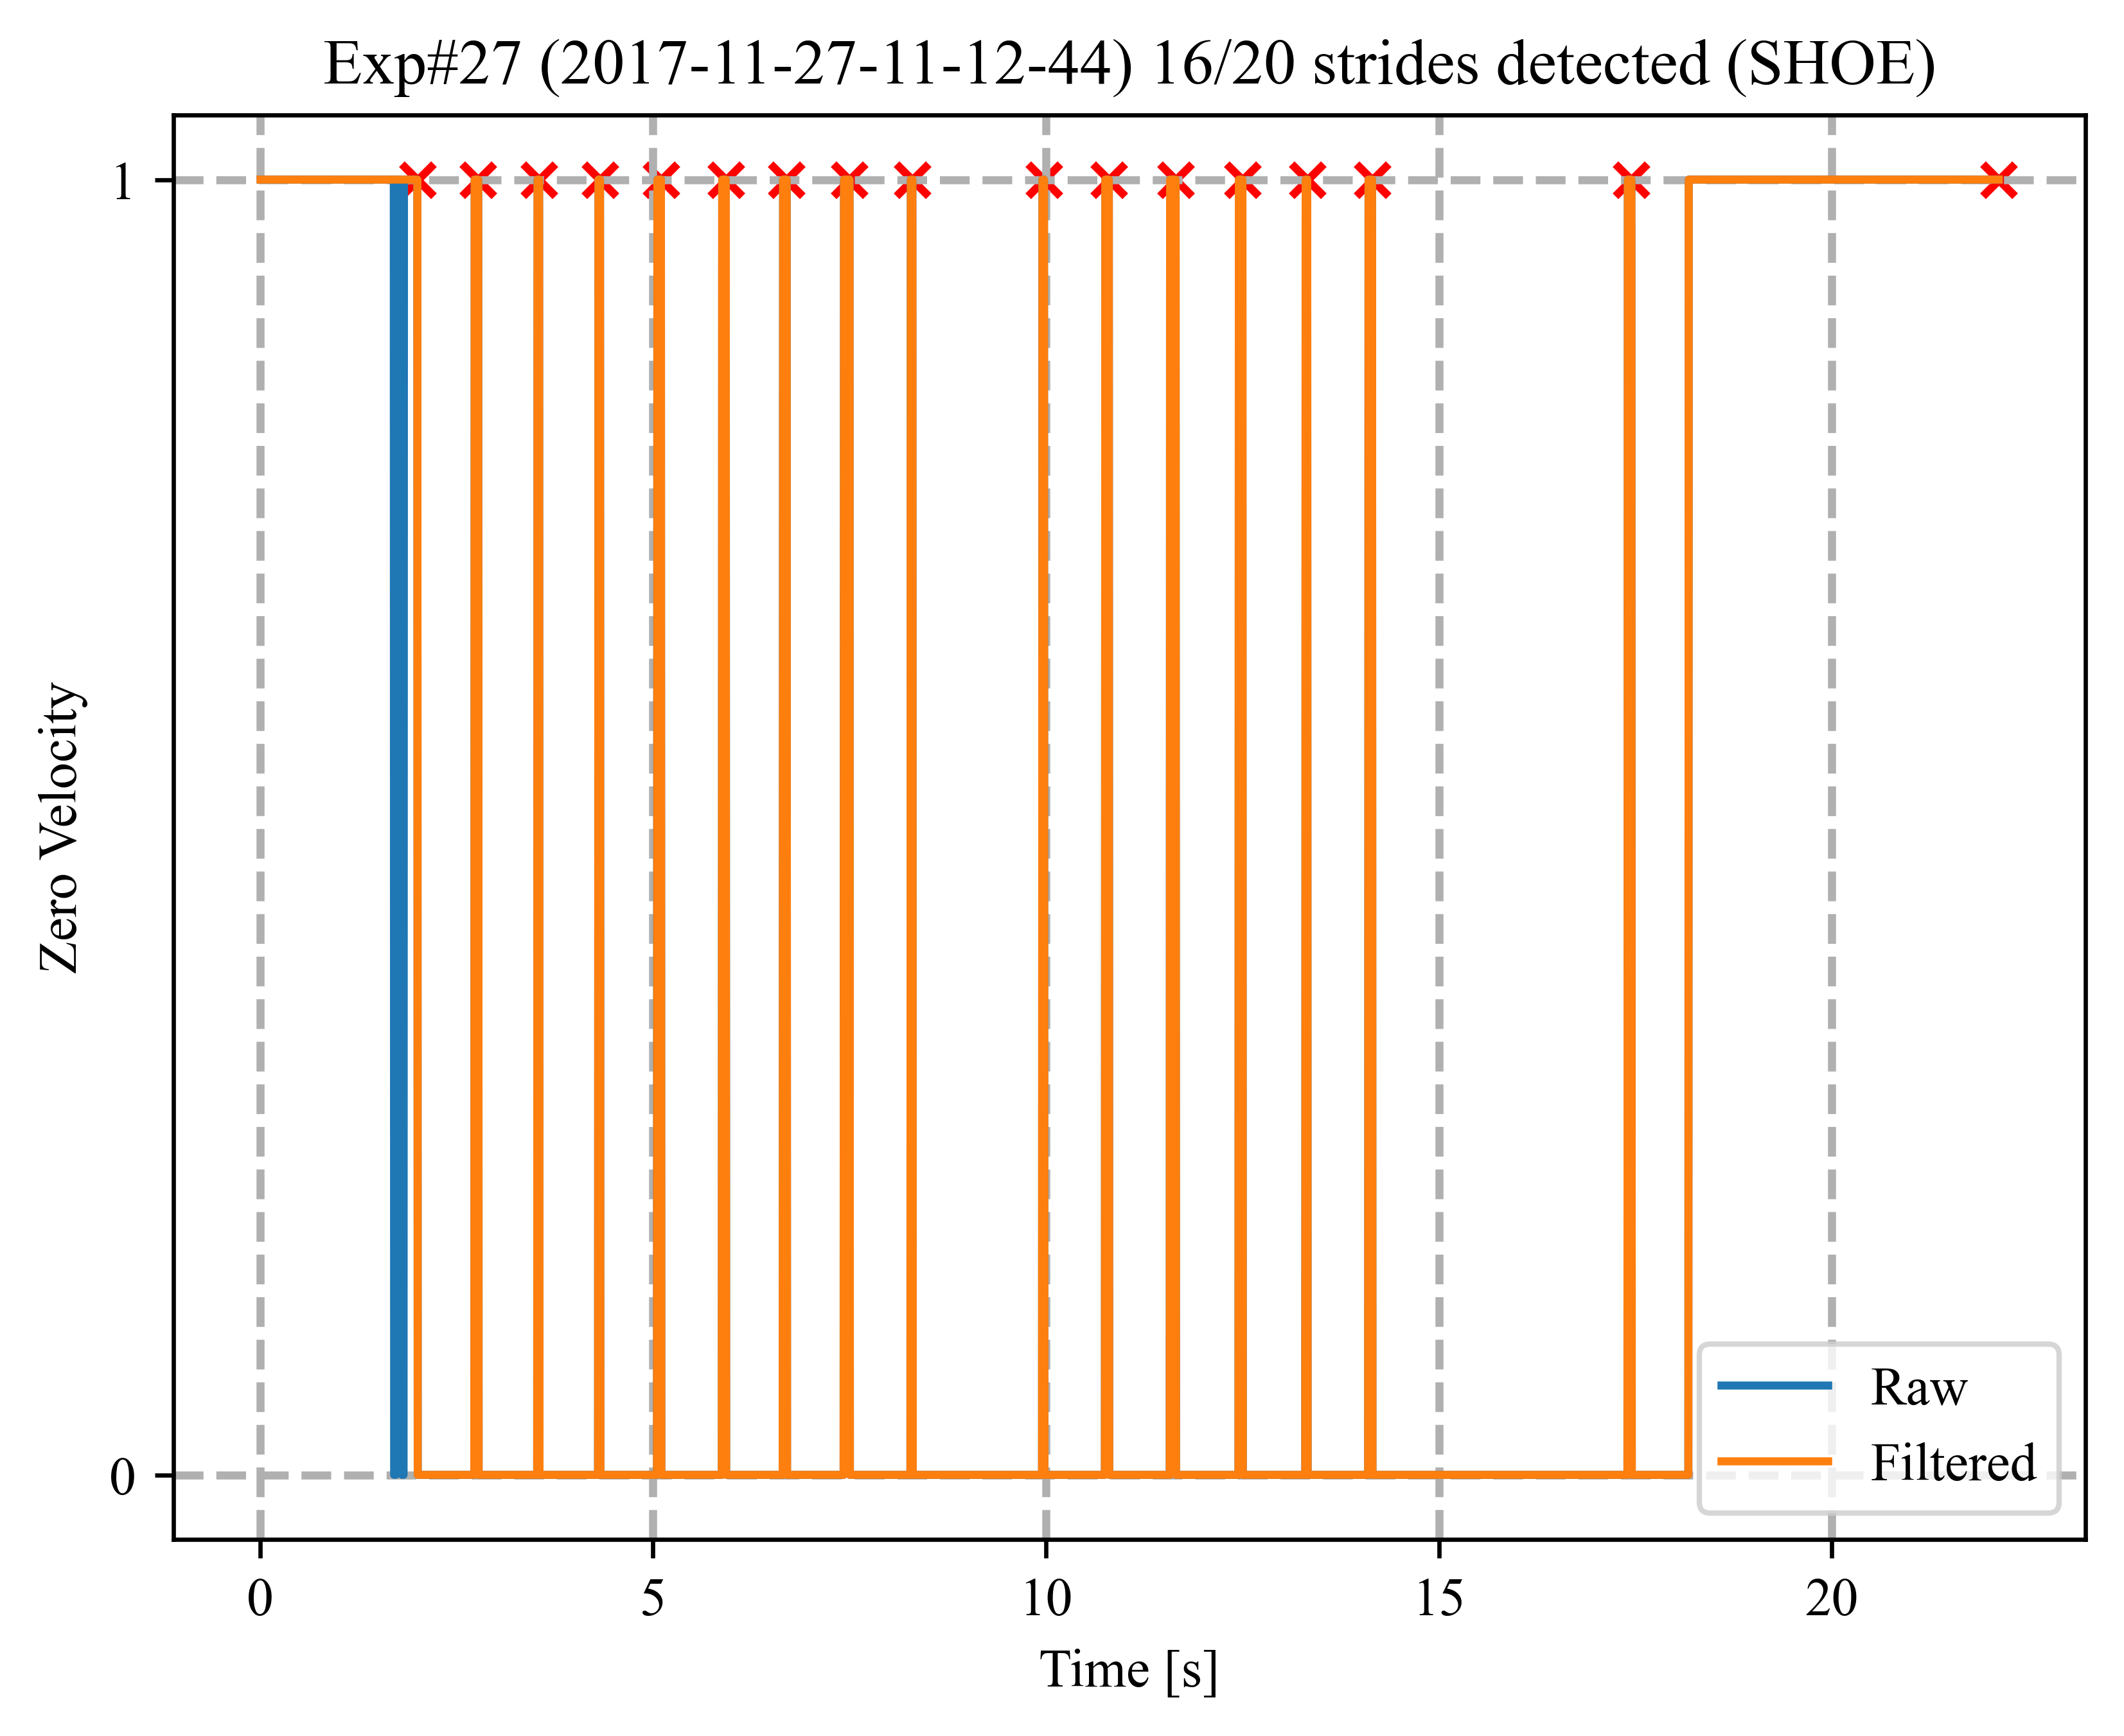 Exp#27 (2017-11-27-11-12-44) 16/20 strides detected (SHOE)
1
Zero Velocity
0
Raw
Filtered
0 5 10 15 20
Time [s]